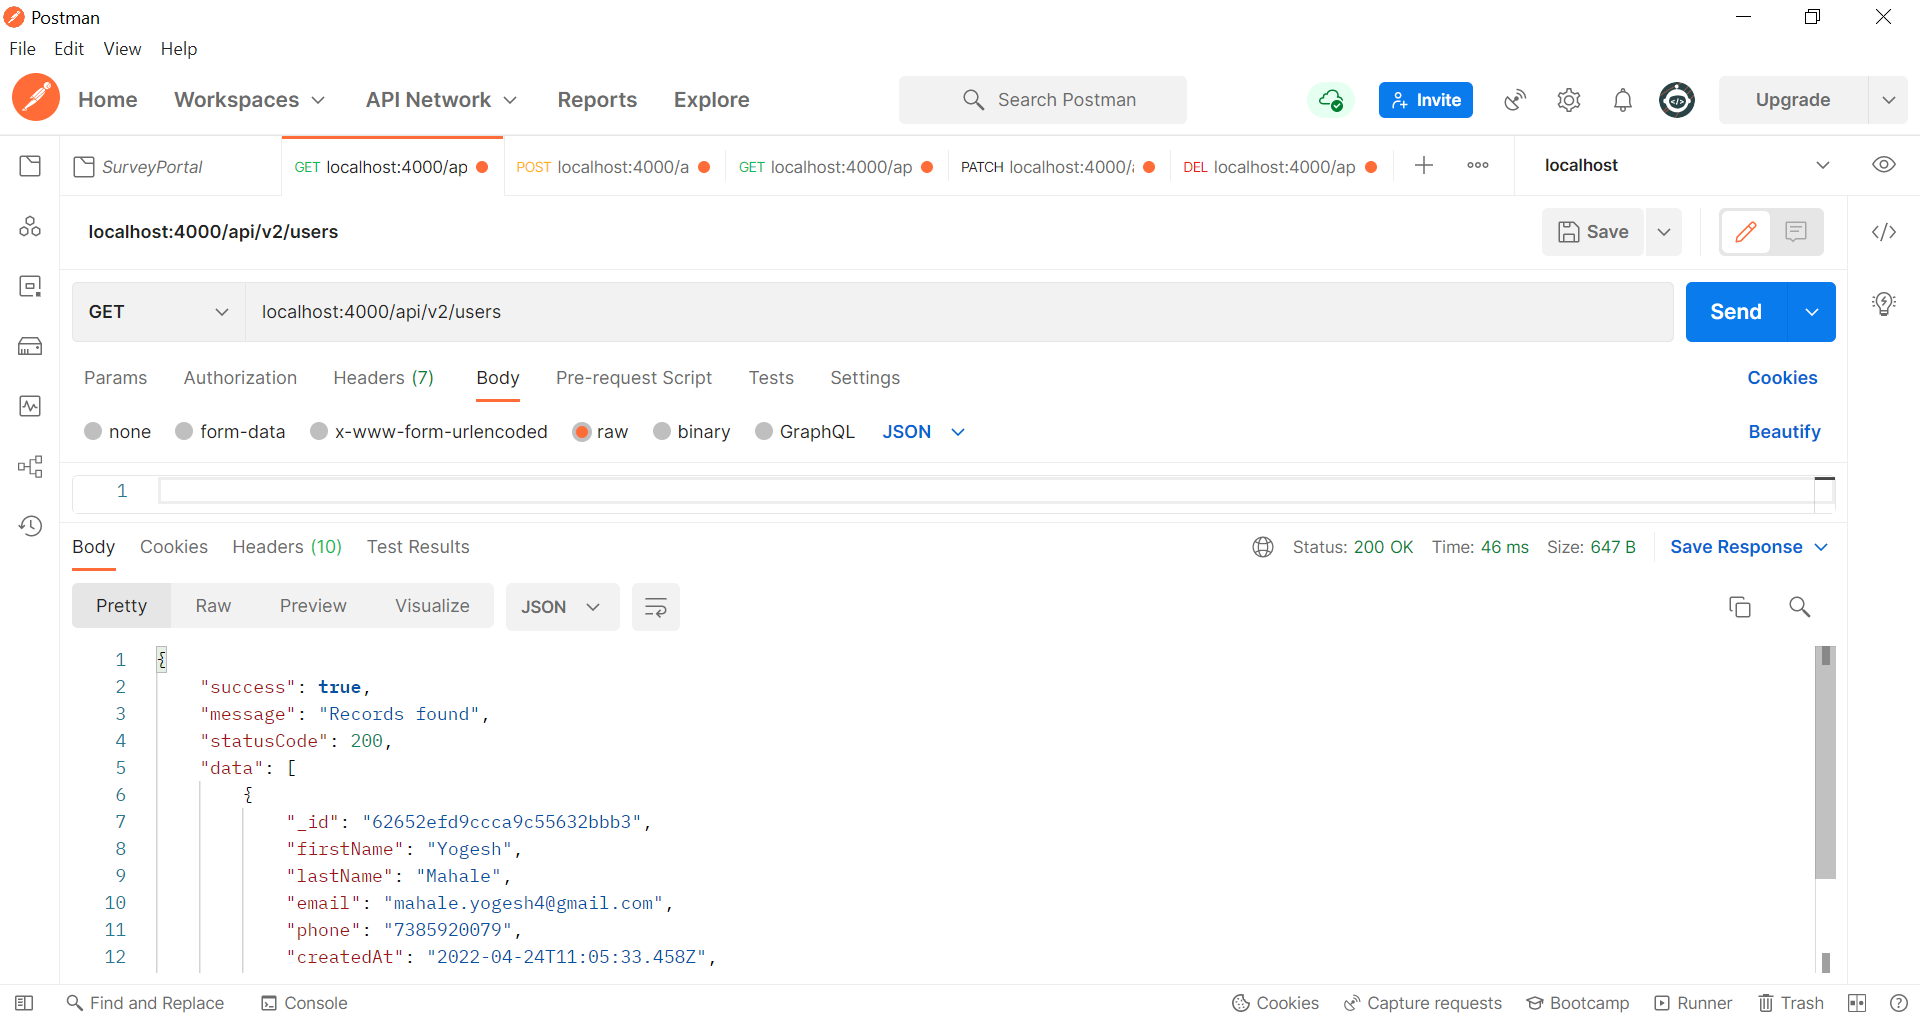 Postman
File Edit View Help
Home Workspaces API Network Reports Explore Search Postman Invite Upgrade
SurveyPortal GET localhost:4000/ap POST localhost:4000/a GET localhost:4000/ap PATCH localhost:4000/ DEL localhost:4000/ap localhost
localhost:4000/api/v2/users Save
GET localhost:4000/api/v2/users Send
Params Authorization Headers (7) Body Pre-request Script Tests Settings Cookies
none form-data x-www-form-urlencoded raw binary GraphQL JSON Beautify
1
Body Cookies Headers (10) Test Results Status: 200 OK Time: 46 ms Size: 647 B Save Response
Pretty Raw Preview Visualize JSON
1 {
2 "success": true,
3 "message": "Records found",
4 "statusCode": 200,
5 "data": [
6 {
7 "_id": "62652efd9ccca9c55632bbb3",
8 "firstName": "Yogesh",
9 "lastName": "Mahale",
10 "email": "mahale.yogesh4@gmail.com",
11 "phone": "7385920079",
12 "createdAt": "2022-04-24T11:05:33.458Z",
Find and Replace Console Cookies Capture requests Bootcamp Runner Trash